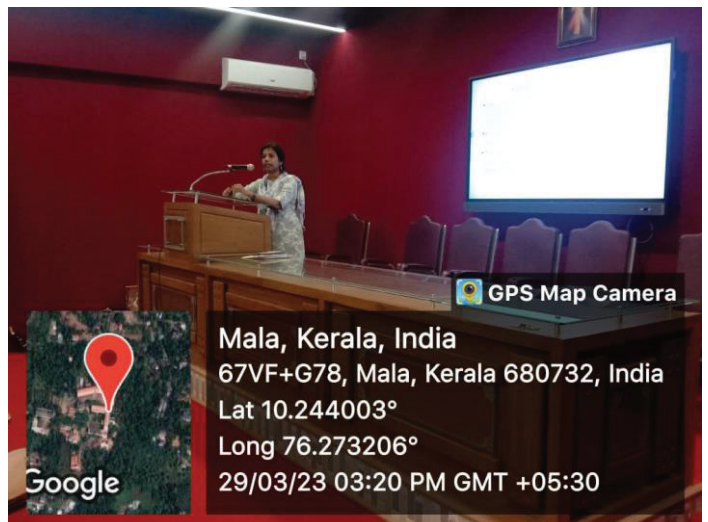 GPS Map Camera
Mala, Kerala, India
67VF+G78, Mala, Kerala 680732, India
Lat 10.244003°
Long 76.273206°
29/03/23 03:20 PM GMT +05:30
Google